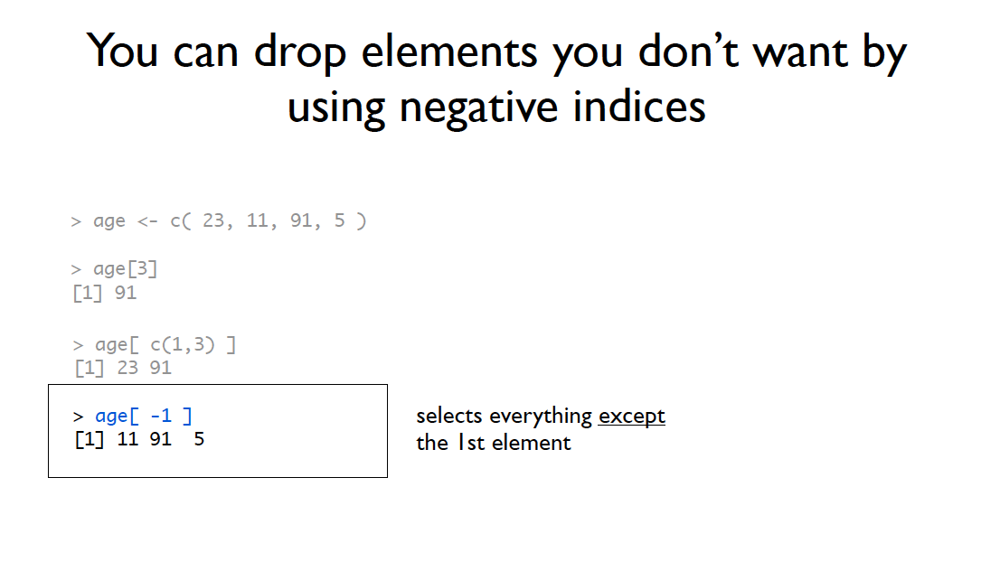 You can drop elements you don’t want by
using negative indices
> age <- c( 23, 11, 91, 5 )
> age[3]
[1] 91
> age[ c(1,3) ]
[1] 23 91
> age[ -1 ]
[1] 11 91  5
selects everything except
the 1st element